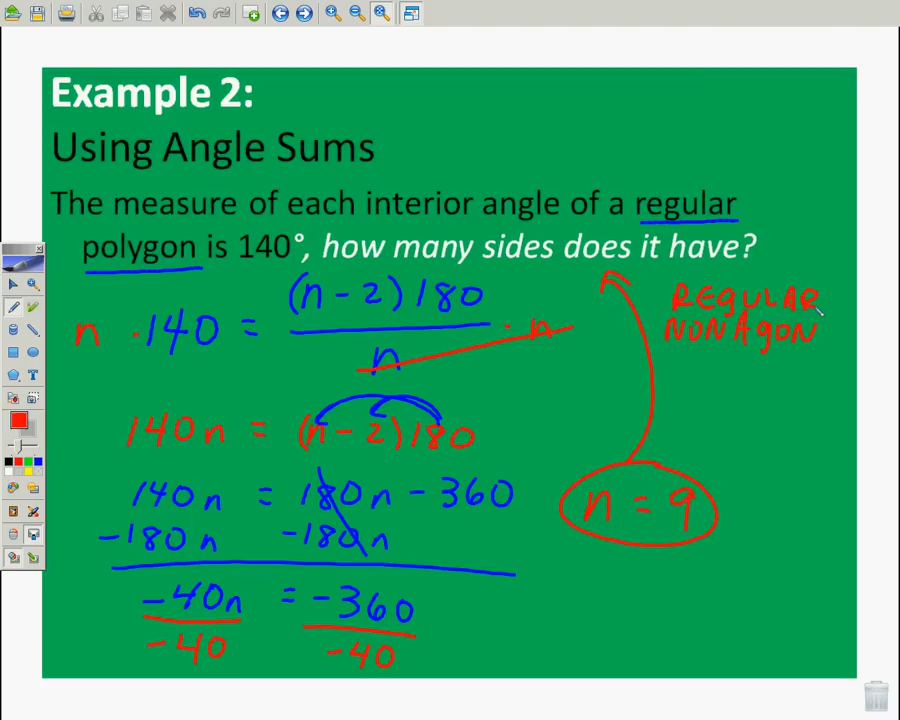 Example 2:
Using Angle Sums
The measure of each interior angle of a regular
polygon is 140°, how many sides does it have?
n · 140 = (n - 2) 180 / n · n
REGULAR
NONAGON
140n = (n - 2) 180
140n = 180n - 360
-180n -180n
n = 9
-40n = -360
-40 -40